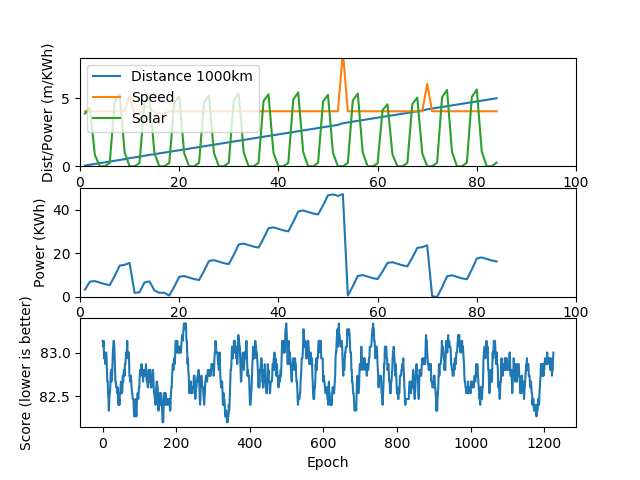 Dist/Power (m/KWh)
5
0
Distance 1000km
Speed
Solar
0 20 40 60 80 100
Power (KWh)
40
20
0
0 20 40 60 80 100
Score (lower is better)
83.0
82.5
0 200 400 600 800 1000 1200
Epoch